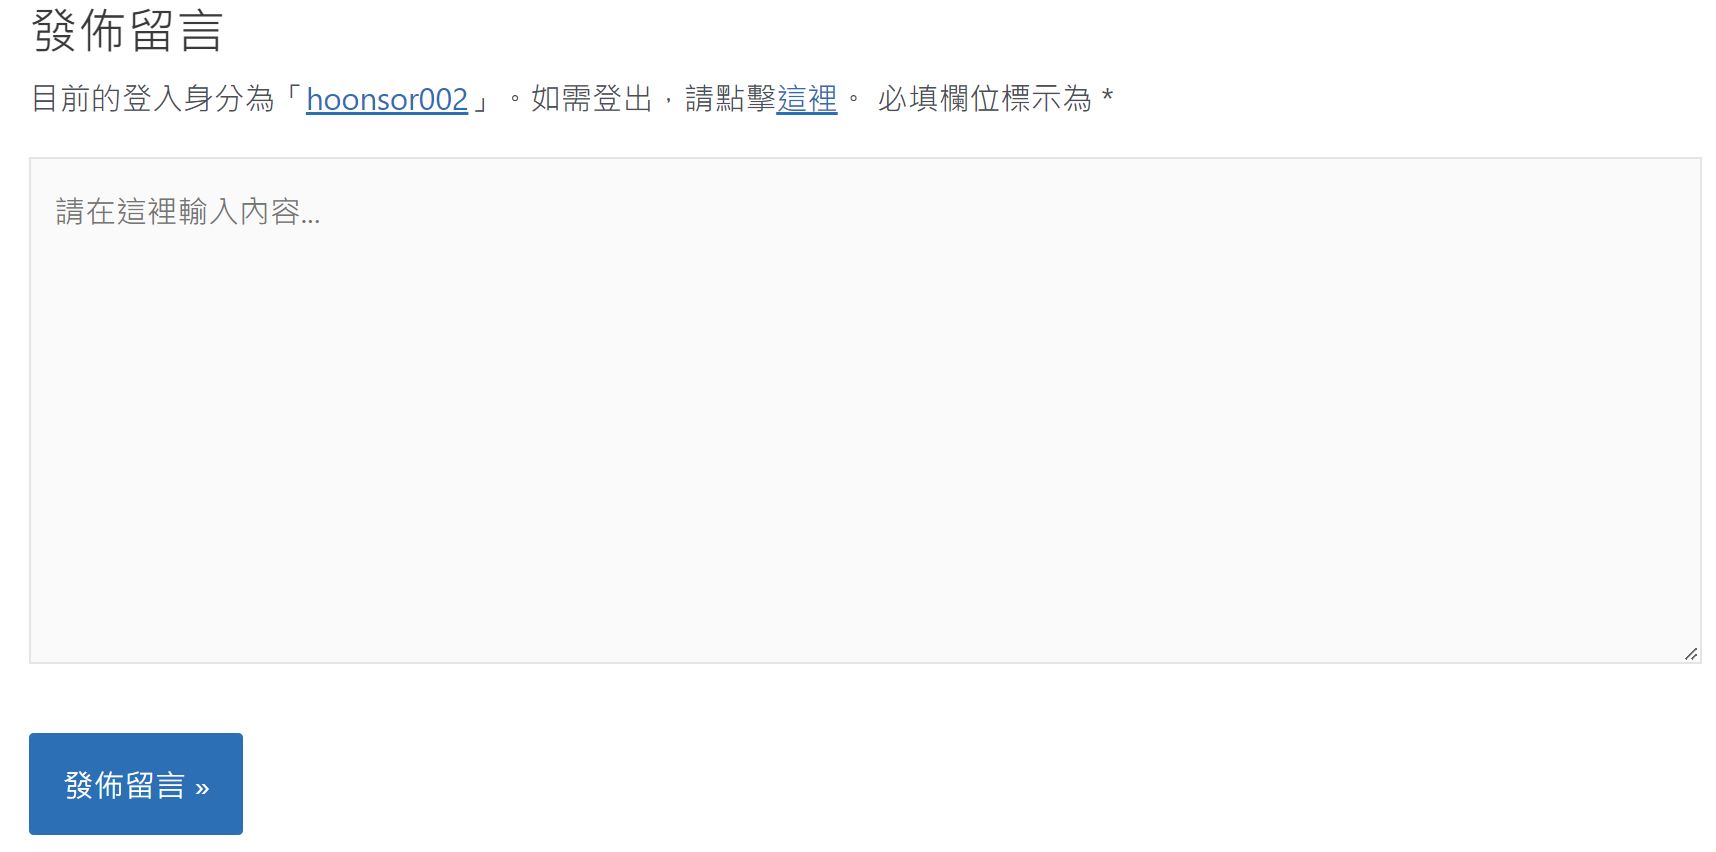 發佈留言
目前的登入身分為「hoonsor002」。如需登出，請點擊這裡。 必填欄位標示為 *
請在這裡輸入內容...
發佈留言 »